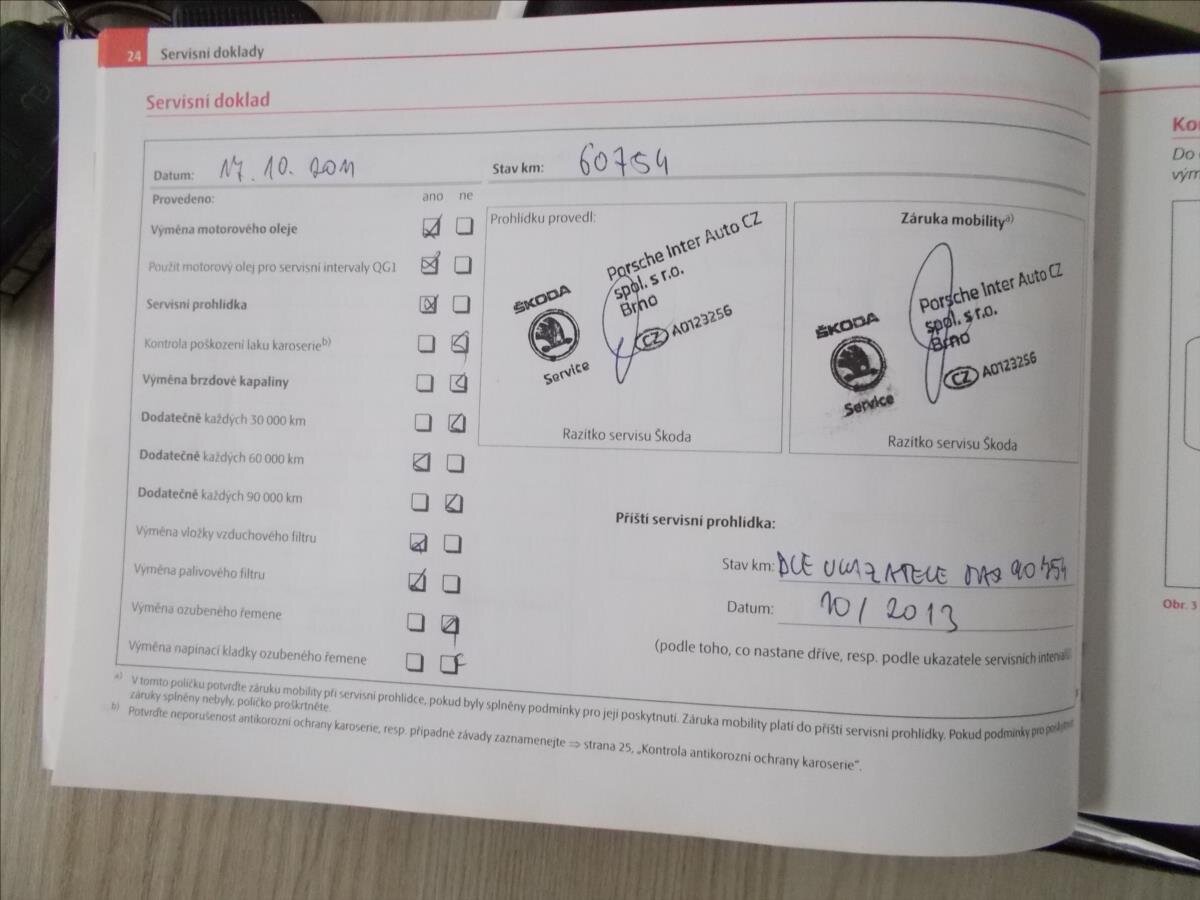 24 Servisní doklady
Servisní doklad
Datum: 17. 10. 2011 Stav km: 60754
Provedeno: ano ne
Výměna motorového oleje
Použit motorový olej pro servisní intervaly QG1
Servisní prohlídka
Kontrola poškození laku karoserieb)
Výměna brzdové kapaliny
Dodatečně každých 30 000 km
Dodatečně každých 60 000 km
Dodatečně každých 90 000 km
Výměna vložky vzduchového filtru
Výměna palivového filtru
Výměna ozubeného řemene
Výměna napínací kladky ozubeného řemene
Prohlídku provedl:
Porsche Inter Auto CZ
spol. s r.o.
Brno
CZ A0123256
ŠKODA
Service
Razítko servisu Škoda
Záruka mobilitya)
Porsche Inter Auto CZ
spol. s r.o.
Brno
CZ A0123256
ŠKODA
Service
Razítko servisu Škoda
Příští servisní prohlídka:
Stav km: DLE UKAZATELE MAX 90754
Datum: 10/2013
(podle toho, co nastane dříve, resp. podle ukazatele servisních
a) V tomto políčku potvrďte záruku mobility při servisní prohlídce, pokud byly splněny podmínky pro její poskytnutí. Záruka mobility platí do příští servisní prohlídky. Pokud podmínky pro
záruky splněny nebyly, políčko proškrtněte.
b) Potvrďte neporušenost antikorozní ochrany karoserie, resp. případné závady zaznamenejte ⇒ strana 25, „Kontrola antikorozní ochrany karoserie“.
Do
Obr. 3